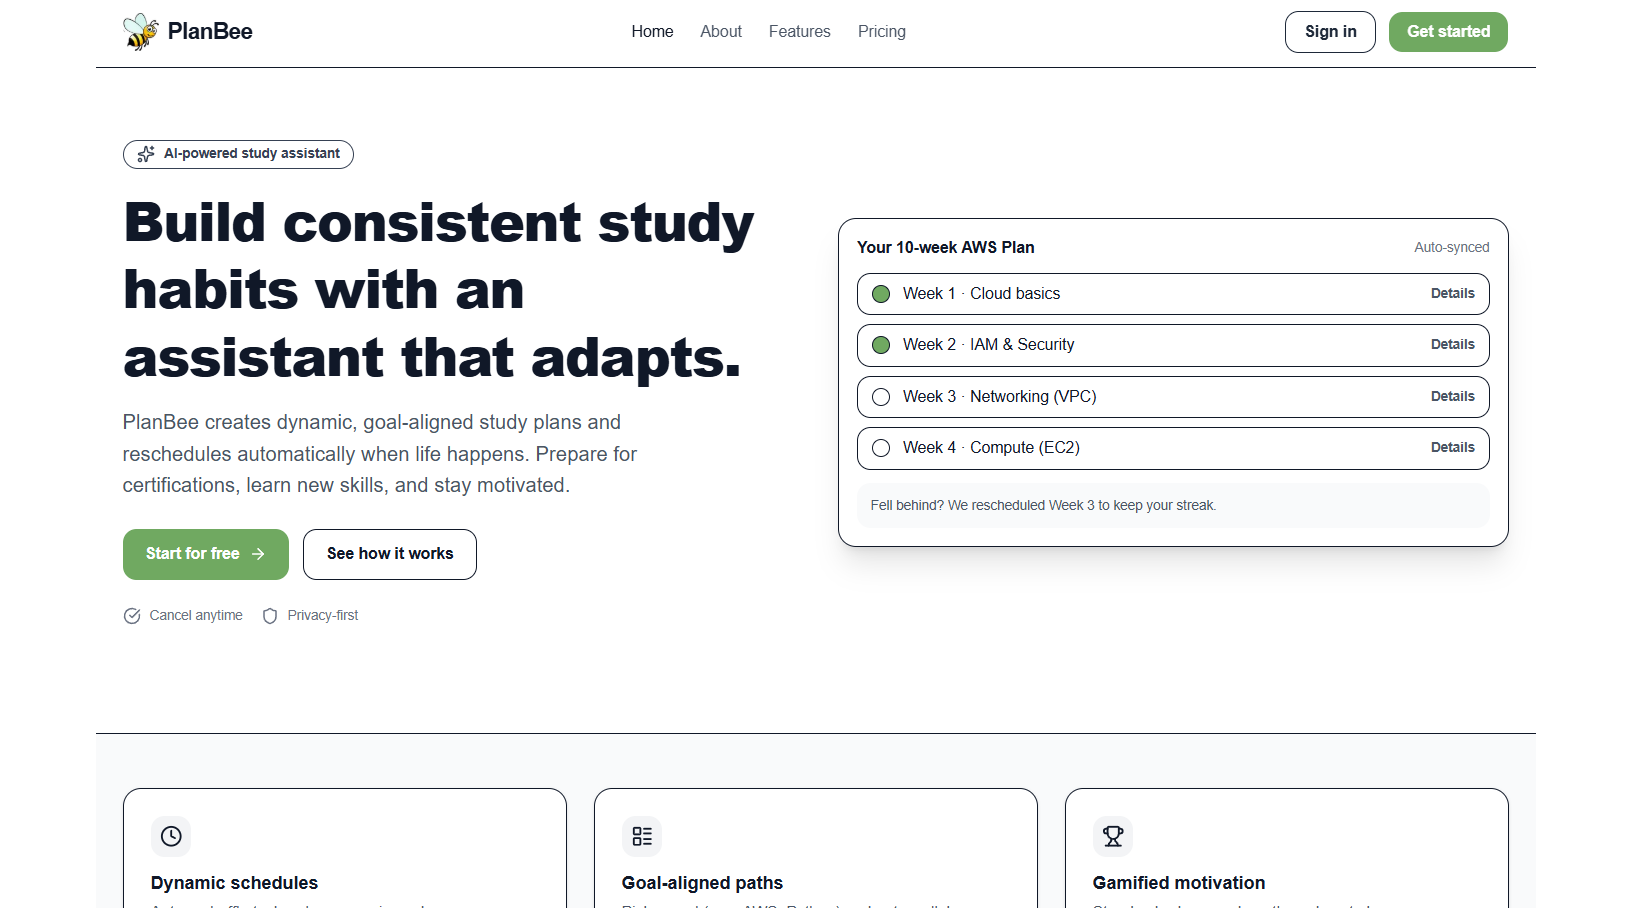 PlanBee
Home
About
Features
Pricing
Sign in
Get started
AI-powered study assistant
Build consistent study
habits with an
assistant that adapts.
PlanBee creates dynamic, goal-aligned study plans and
reschedules automatically when life happens. Prepare for
certifications, learn new skills, and stay motivated.
Start for free
See how it works
Cancel anytime
Privacy-first
Your 10-week AWS Plan
Auto-synced
Week 1 · Cloud basics
Details
Week 2 · IAM & Security
Details
Week 3 · Networking (VPC)
Details
Week 4 · Compute (EC2)
Details
Fell behind? We rescheduled Week 3 to keep your streak.
Dynamic schedules
Goal-aligned paths
Gamified motivation